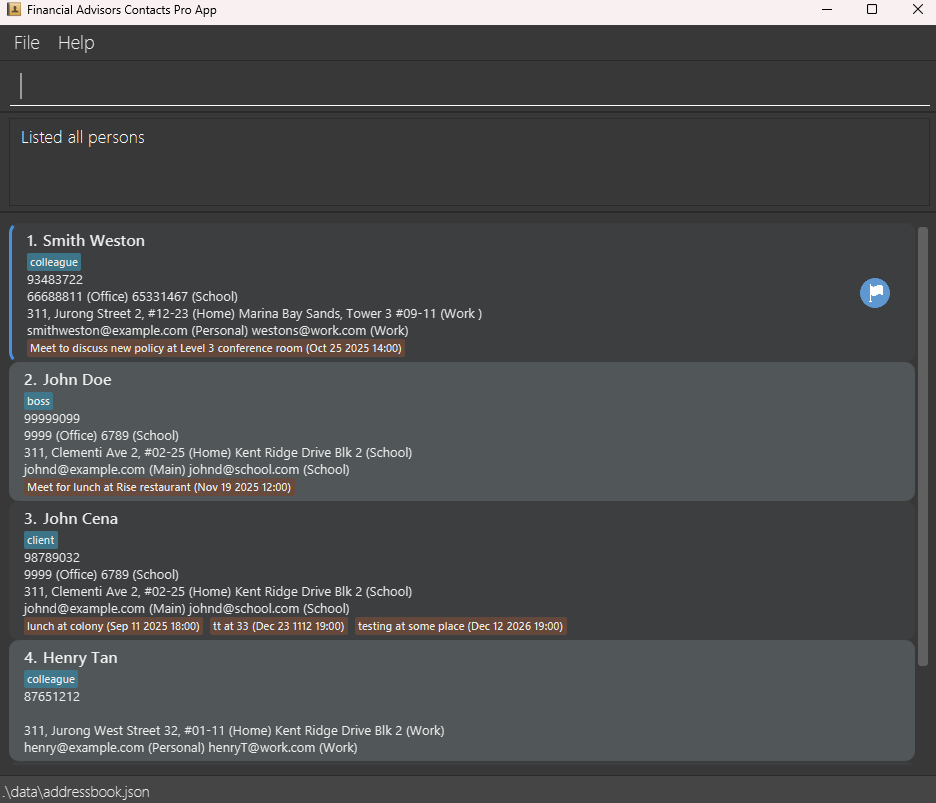 Financial Advisors Contacts Pro App
File Help
Listed all persons
1. Smith Weston
colleague
93483722
66688811 (Office) 65331467 (School)
311, Jurong Street 2, #12-23 (Home) Marina Bay Sands, Tower 3 #09-11 (Work )
smithweston@example.com (Personal) westons@work.com (Work)
Meet to discuss new policy at Level 3 conference room (Oct 25 2025 14:00)
2. John Doe
boss
99999099
9999 (Office) 6789 (School)
311, Clementi Ave 2, #02-25 (Home) Kent Ridge Drive Blk 2 (School)
johnd@example.com (Main) johnd@school.com (School)
Meet for lunch at Rise restaurant (Nov 19 2025 12:00)
3. John Cena
client
98789032
9999 (Office) 6789 (School)
311, Clementi Ave 2, #02-25 (Home) Kent Ridge Drive Blk 2 (School)
johnd@example.com (Main) johnd@school.com (School)
lunch at colony (Sep 11 2025 18:00) tt at 33 (Dec 23 1112 19:00) testing at some place (Dec 12 2026 19:00)
4. Henry Tan
colleague
87651212
311, Jurong West Street 32, #01-11 (Home) Kent Ridge Drive Blk 2 (Work)
henry@example.com (Personal) henryT@work.com (Work)
.\data\addressbook.json